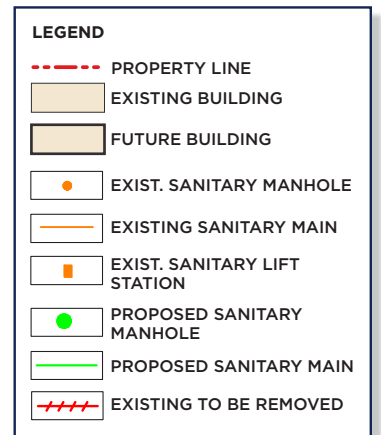 LEGEND
PROPERTY LINE
EXISTING BUILDING
FUTURE BUILDING
EXIST. SANITARY MANHOLE
EXISTING SANITARY MAIN
EXIST. SANITARY LIFT
STATION
PROPOSED SANITARY
MANHOLE
PROPOSED SANITARY MAIN
EXISTING TO BE REMOVED